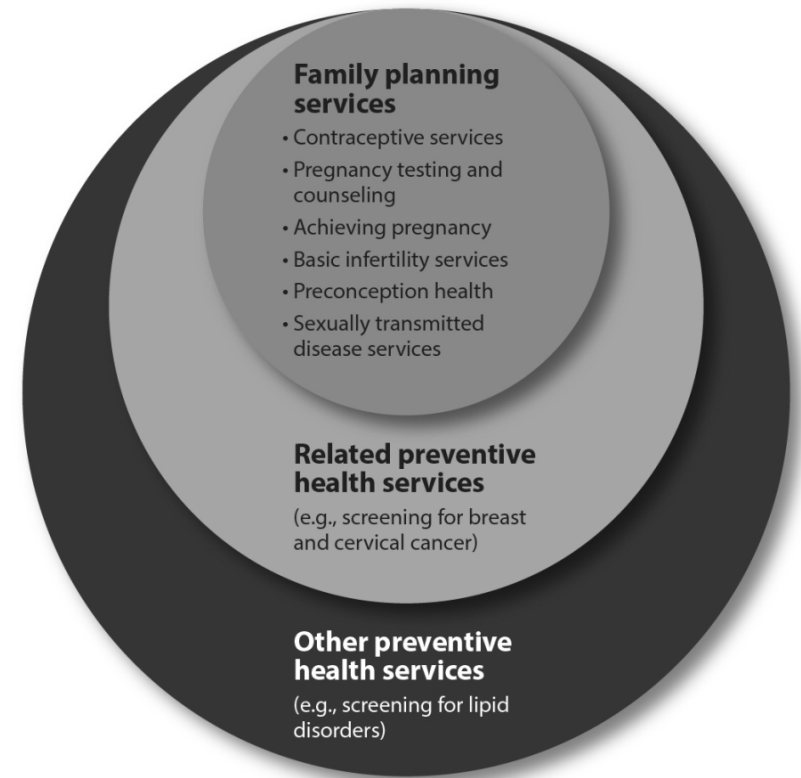 Family planning
services
• Contraceptive services
• Pregnancy testing and
counseling
• Achieving pregnancy
• Basic infertility services
• Preconception health
• Sexually transmitted
disease services
Related preventive
health services
(e.g., screening for breast
and cervical cancer)
Other preventive
health services
(e.g., screening for lipid
disorders)